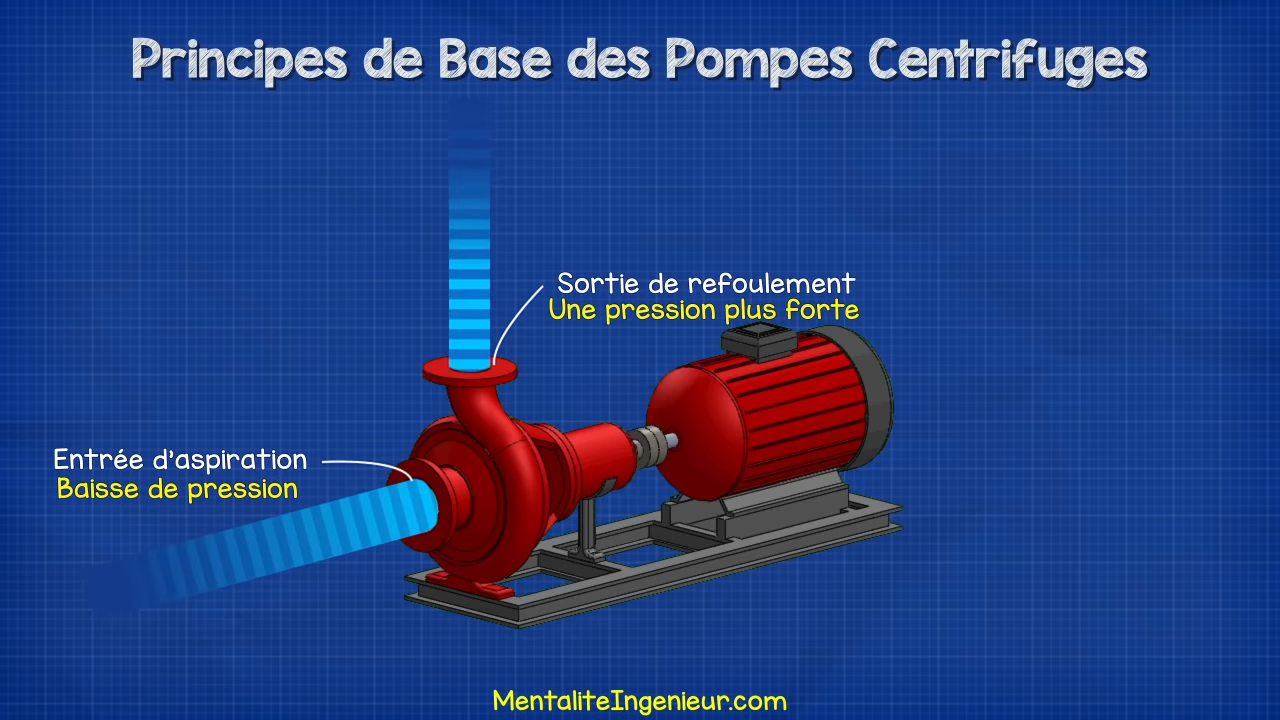 Principes de Base des Pompes Centrifuges
Sortie de refoulement
Une pression plus forte
Entrée d'aspiration
Baisse de pression
MentaliteIngenieur.com